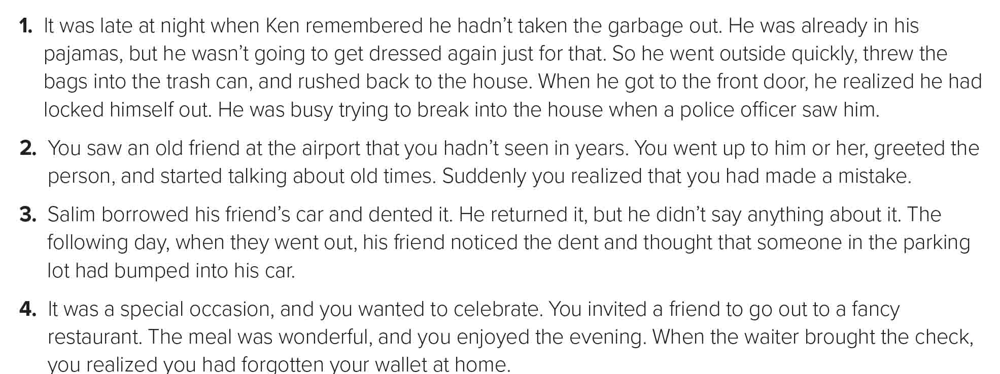 1. It was late at night when Ken remembered he hadn't taken the garbage out. He was already in his
pajamas, but he wasn't going to get dressed again just for that. So he went outside quickly, threw the
bags into the trash can, and rushed back to the house. When he got to the front door, he realized he had
locked himself out. He was busy trying to break into the house when a police officer saw him.
2. You saw an old friend at the airport that you hadn't seen in years. You went up to him or her, greeted the
person, and started talking about old times. Suddenly you realized that you had made a mistake.
3. Salim borrowed his friend's car and dented it. He returned it, but he didn't say anything about it. The
following day, when they went out, his friend noticed the dent and thought that someone in the parking
lot had bumped into his car.
4. It was a special occasion, and you wanted to celebrate. You invited a friend to go out to a fancy
restaurant. The meal was wonderful, and you enjoyed the evening. When the waiter brought the check,
you realized you had forgotten your wallet at home.